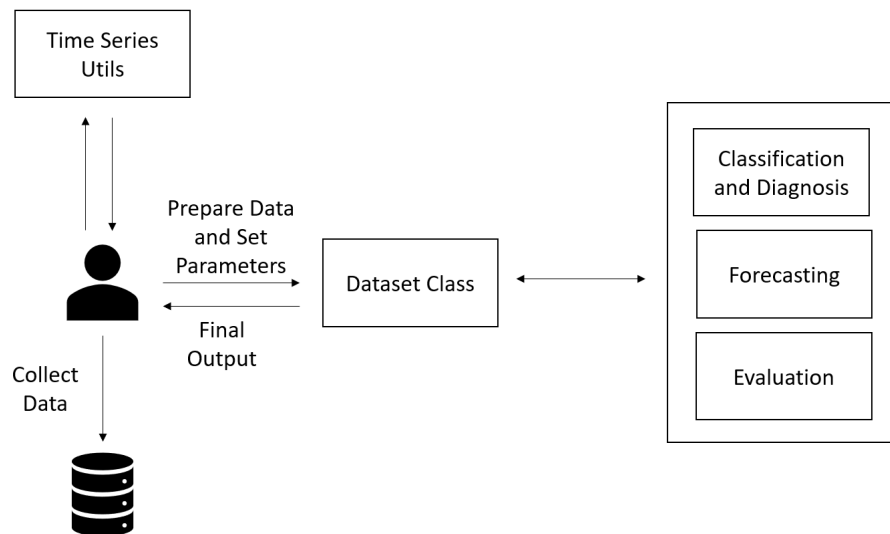 Time Series
Utils
Prepare Data
and Set
Parameters
Final
Output
Collect
Data
Dataset Class
Classification
and Diagnosis
Forecasting
Evaluation